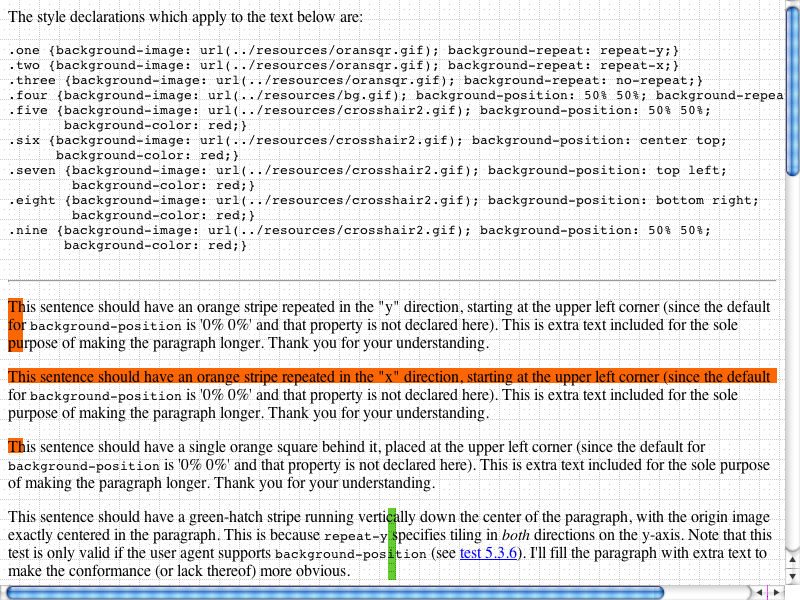 The style declarations which apply to the text below are:
.one {background-image: url(../resources/oransqr.gif); background-repeat: repeat-y;}
.two {background-image: url(../resources/oransqr.gif); background-repeat: repeat-x;}
.three {background-image: url(../resources/oransqr.gif); background-repeat: no-repeat;}
.four {background-image: url(../resources/bg.gif); background-position: 50% 50%; background-repea
.five {background-image: url(../resources/crosshair2.gif); background-position: 50% 50%;
background-color: red;}
.six {background-image: url(../resources/crosshair2.gif); background-position: center top;
background-color: red;}
.seven {background-image: url(../resources/crosshair2.gif); background-position: top left;
background-color: red;}
.eight {background-image: url(../resources/crosshair2.gif); background-position: bottom right;
background-color: red;}
.nine {background-image: url(../resources/crosshair2.gif); background-position: 50% 50%;
background-color: red;}
This sentence should have an orange stripe repeated in the "y" direction, starting at the upper left corner (since the default
for background-position is '0% 0%' and that property is not declared here). This is extra text included for the sole
purpose of making the paragraph longer. Thank you for your understanding.
This sentence should have an orange stripe repeated in the "x" direction, starting at the upper left corner (since the default
for background-position is '0% 0%' and that property is not declared here). This is extra text included for the sole
purpose of making the paragraph longer. Thank you for your understanding.
This sentence should have a single orange square behind it, placed at the upper left corner (since the default for
background-position is '0% 0%' and that property is not declared here). This is extra text included for the sole purpose
of making the paragraph longer. Thank you for your understanding.
This sentence should have a green-hatch stripe running vertically down the center of the paragraph, with the origin image
exactly centered in the paragraph. This is because repeat-y specifies tiling in both directions on the y-axis. Note that this
test is only valid if the user agent supports background-position (see test 5.3.6). I'll fill the paragraph with extra text to
make the conformance (or lack thereof) more obvious.